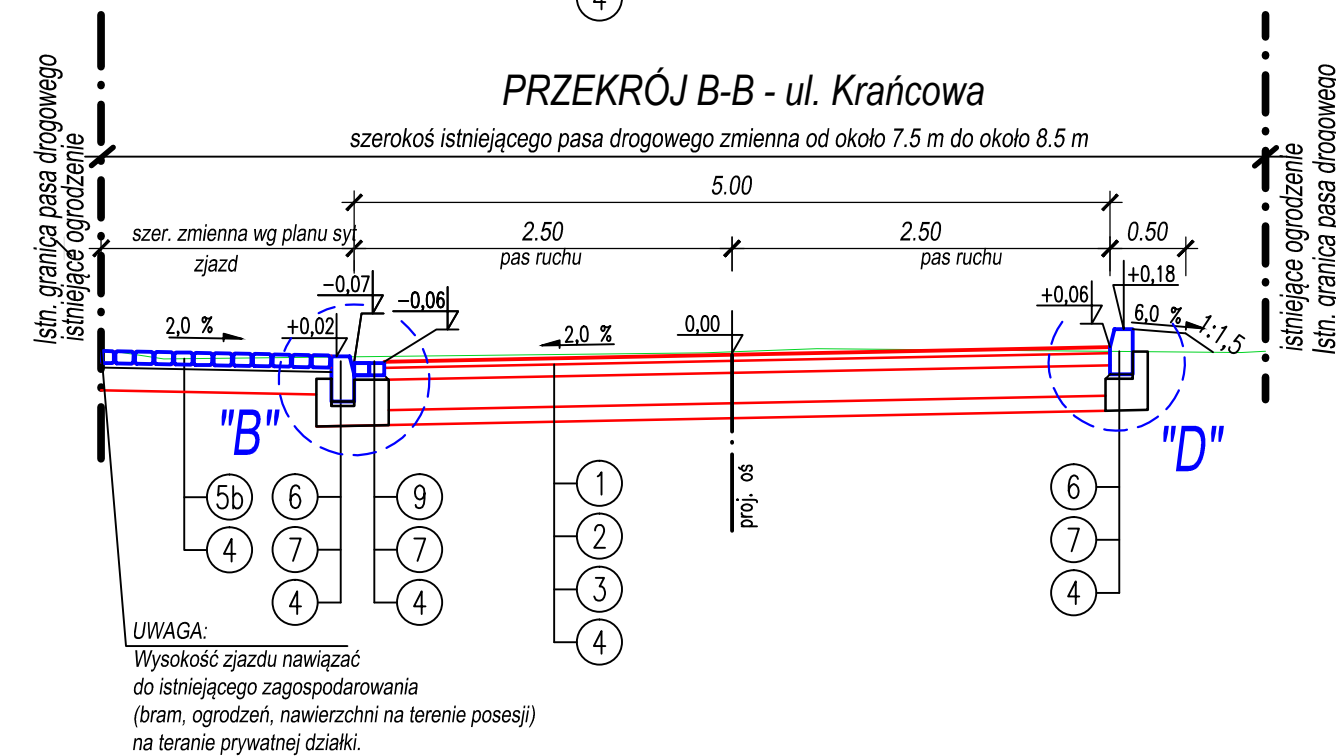 4
PRZEKRÓJ B-B - ul. Krańcowa
szerokoś istniejącego pasa drogowego zmienna od około 7.5 m do około 8.5 m
Istn. granica pasa drogowego
istniejące ogrodzenie
istniejące ogrodzenie
Istn. granica pasa drogowego
5.00
szer. zmienna wg planu syt
zjazd
2.50
pas ruchu
2.50
pas ruchu
0.50
-0,07
-0,06
+0,02
2,0 %
2,0 %
0,00
+0,06
+0,18
6,0 %
1:1,5
"B"
"D"
5b
4
6
7
4
9
7
4
1
2
3
4
proj. oś
6
7
4
UWAGA:
Wysokość zjazdu nawiązać
do istniejącego zagospodarowania
(bram, ogrodzeń, nawierzchni na terenie posesji)
na teranie prywatnej działki.